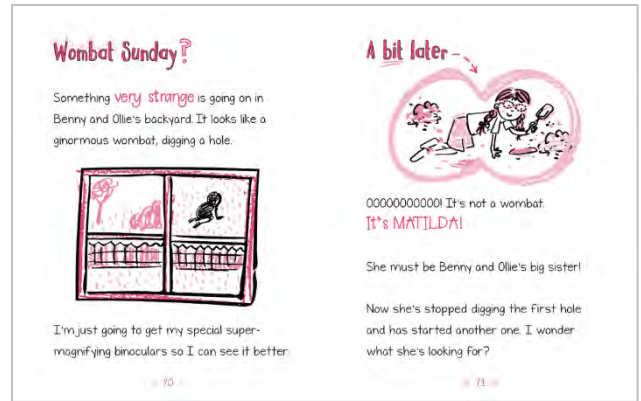 Wombat Sunday?
Something very strange is going on in
Benny and Ollie's backyard. It looks like a
ginormous wombat, digging a hole.
I'm just going to get my special super-
magnifying binoculars so I can see it better.
70
A bit later
OOOOOOOOOOO! It's not a wombat.
It's MATILDA!
She must be Benny and Ollie's big sister!
Now she's stopped digging the first hole
and has started another one. I wonder
what she's looking for?
71